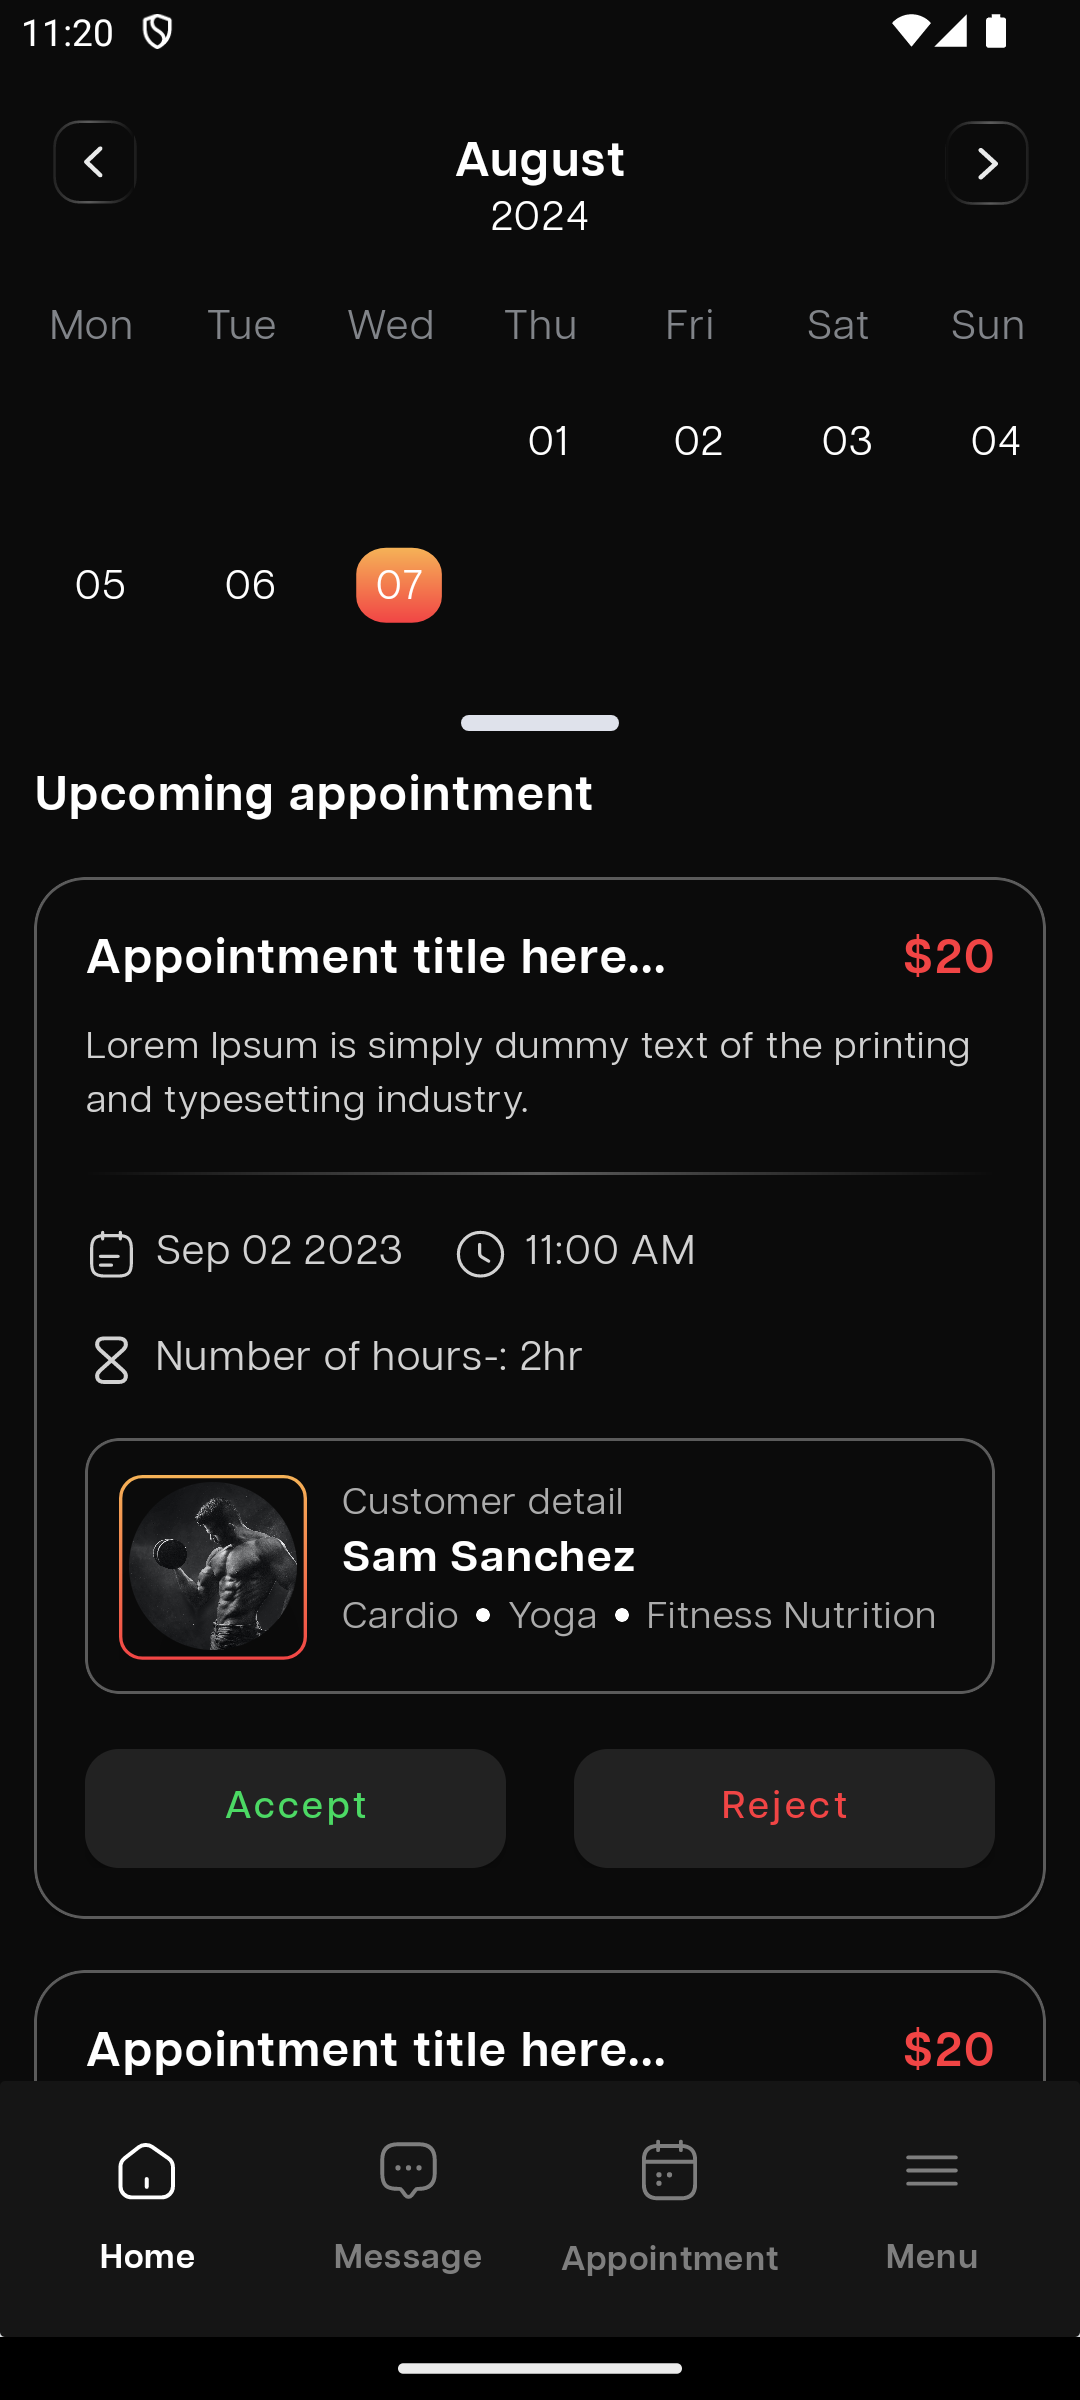 11:20
August
2024
Mon Tue Wed Thu Fri Sat Sun
01 02 03 04
05 06 07
Upcoming appointment
Appointment title here... $20
Lorem Ipsum is simply dummy text of the printing
and typesetting industry.
Sep 02 2023 11:00 AM
Number of hours-: 2hr
Customer detail
Sam Sanchez
Cardio • Yoga • Fitness Nutrition
Accept Reject
Appointment title here... $20
Home Message Appointment Menu